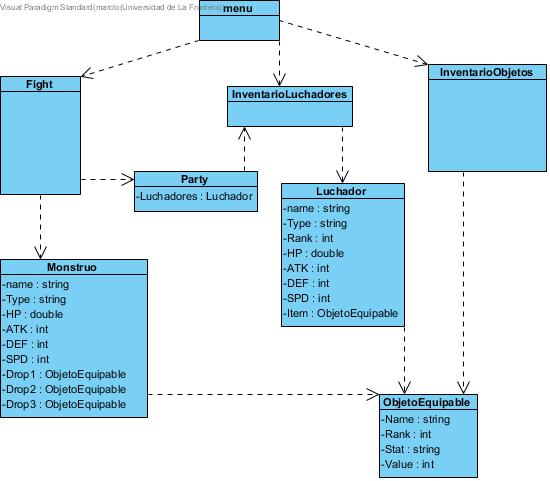 Visual Paradigm Standard(marcio(Universidad de La Frontera
menu
Fight
InventarioLuchadores
InventarioObjetos
Party
-Luchadores : Luchador
Luchador
-name : string
-Type : string
-Rank : int
-HP : double
-ATK : int
-DEF : int
-SPD : int
-Item : ObjetoEquipable
Monstruo
-name : string
-Type : string
-HP : double
-ATK : int
-DEF : int
-SPD : int
-Drop1 : ObjetoEquipable
-Drop2 : ObjetoEquipable
-Drop3 : ObjetoEquipable
ObjetoEquipable
-Name : string
-Rank : int
-Stat : string
-Value : int